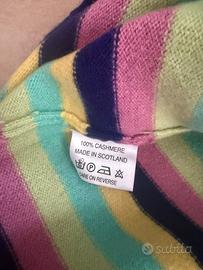 100% CASHMERE
MADE IN SCOTLAND
CARE ON REVERSE
subito